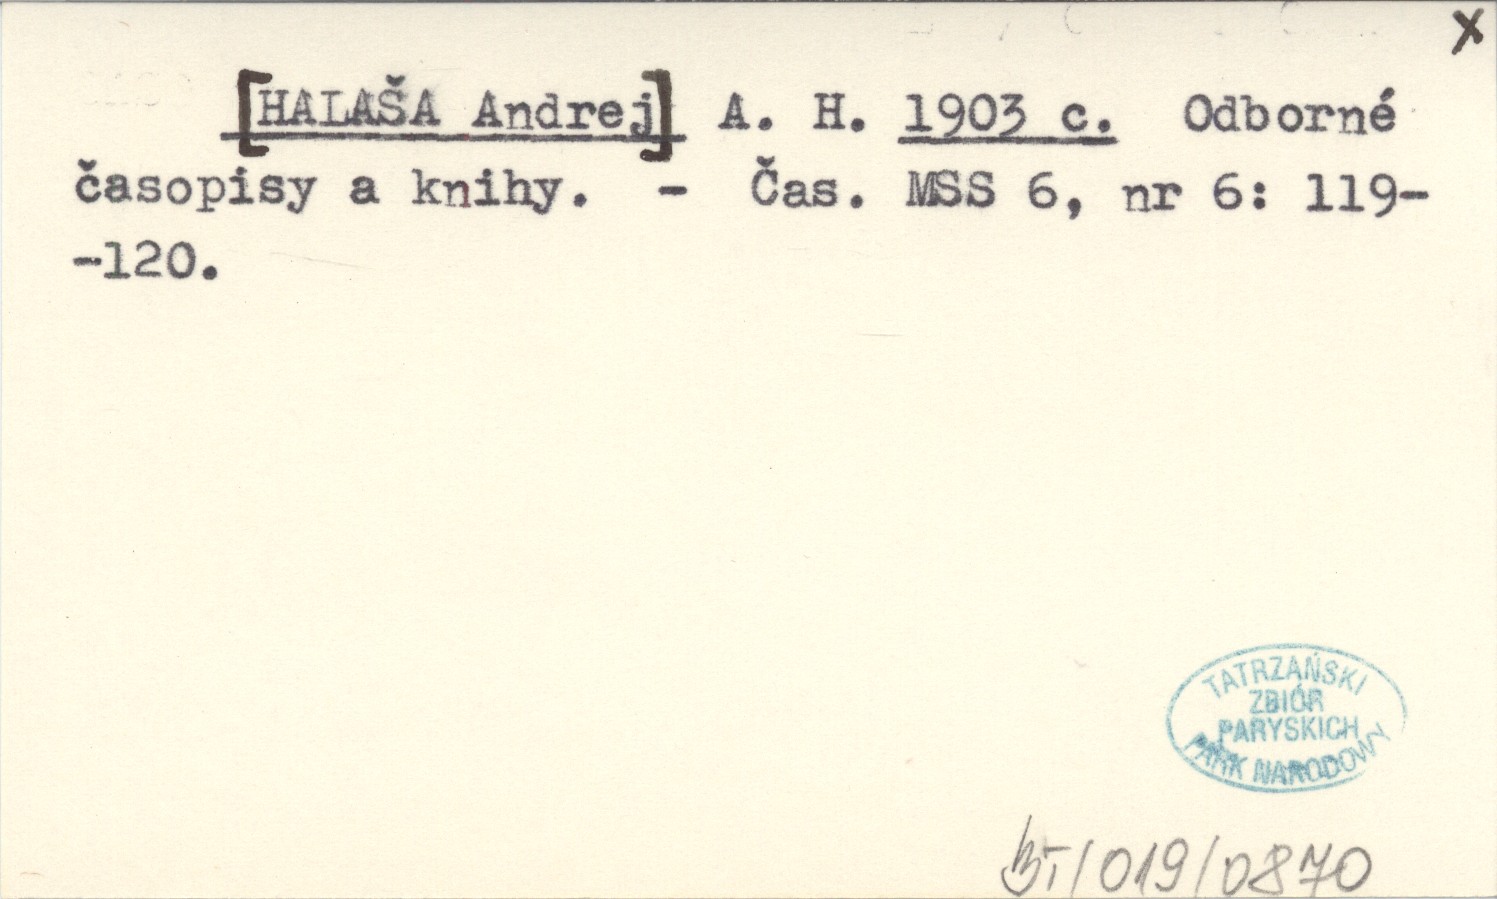 X
[HALAŠA Andrej] A. H. 1903 c. Odborné
časopisy a knihy. - Čas. MSS 6, nr 6: 119-
-120.
TATRZAŃSKI
ZBIÓR
PARYSKICH
PARK NARODOWY
BT/019/0870